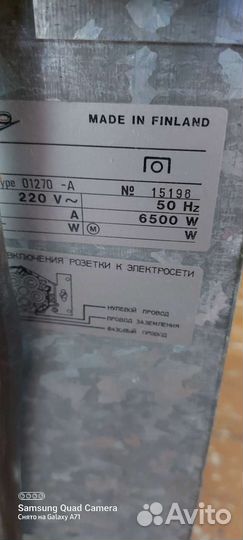 MADE IN FINLAND
ype 01270 -A № 15198
220 V~ 50 Hz
A 6500 W
W M W
ВКЛЮЧЕНИЯ РОЗЕТКИ К ЭЛЕКТРОСЕТИ
НУЛЕВОЙ ПРОВОД
ПРОВОД ЗАЗЕМЛЕНИЯ
ФАЗОВЫЙ ПРОВОД
Samsung Quad Camera
Снято на Galaxy A71
Avito